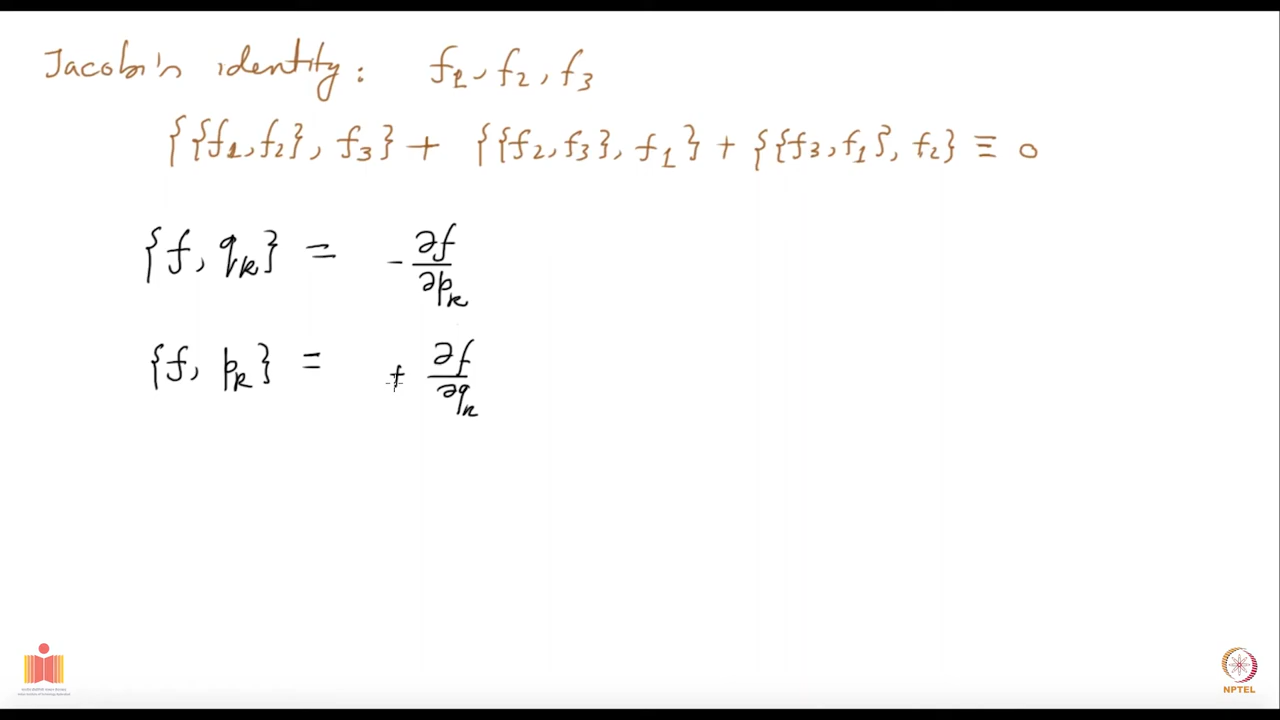 Jacobi's identity: f₁, f₂, f₃
{{f₁, f₂}, f₃} + {{f₂, f₃}, f₁} + {{f₃, f₁}, f₂} ≡ 0
{f, qₖ} = - ∂f/∂pₖ
{f, pₖ} = + ∂f/∂qₖ
NPTEL